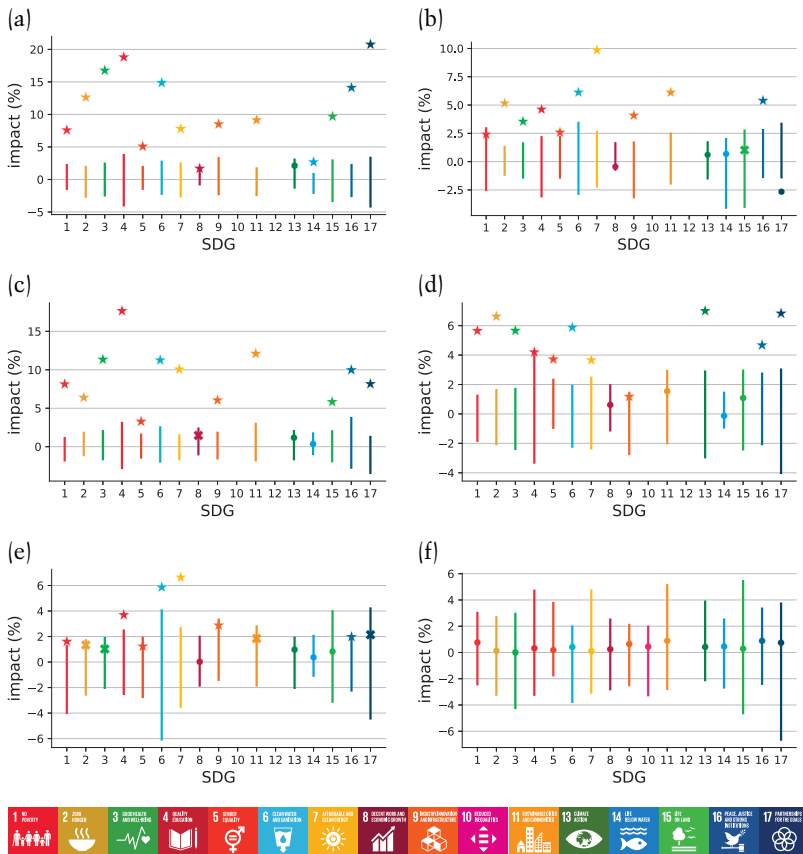 (a)
20
15
10
5
0
−5
impact (%)
1 2 3 4 5 6 7 8 9 10 11 12 13 14 15 16 17
SDG
(b)
10.0
7.5
5.0
2.5
0.0
−2.5
impact (%)
1 2 3 4 5 6 7 8 9 10 11 12 13 14 15 16 17
SDG
(c)
15
10
5
0
impact (%)
1 2 3 4 5 6 7 8 9 10 11 12 13 14 15 16 17
SDG
(d)
6
4
2
0
−2
−4
impact (%)
1 2 3 4 5 6 7 8 9 10 11 12 13 14 15 16 17
SDG
(e)
6
4
2
0
−2
−4
−6
impact (%)
1 2 3 4 5 6 7 8 9 10 11 12 13 14 15 16 17
SDG
(f)
6
4
2
0
−2
−4
−6
impact (%)
1 2 3 4 5 6 7 8 9 10 11 12 13 14 15 16 17
SDG
1 NO
POVERTY
2 ZERO
HUNGER
3 GOOD HEALTH
AND WELL-BEING
4 QUALITY
EDUCATION
5 GENDER
EQUALITY
6 CLEAN WATER
AND SANITATION
7 AFFORDABLE AND
CLEAN ENERGY
8 DECENT WORK AND
ECONOMIC GROWTH
9 INDUSTRY, INNOVATION
AND INFRASTRUCTURE
10 REDUCED
INEQUALITIES
11 SUSTAINABLE CITIES
AND COMMUNITIES
13 CLIMATE
ACTION
14 LIFE
BELOW WATER
15 LIFE
ON LAND
16 PEACE, JUSTICE
AND STRONG
INSTITUTIONS
17 PARTNERSHIPS
FOR THE GOALS